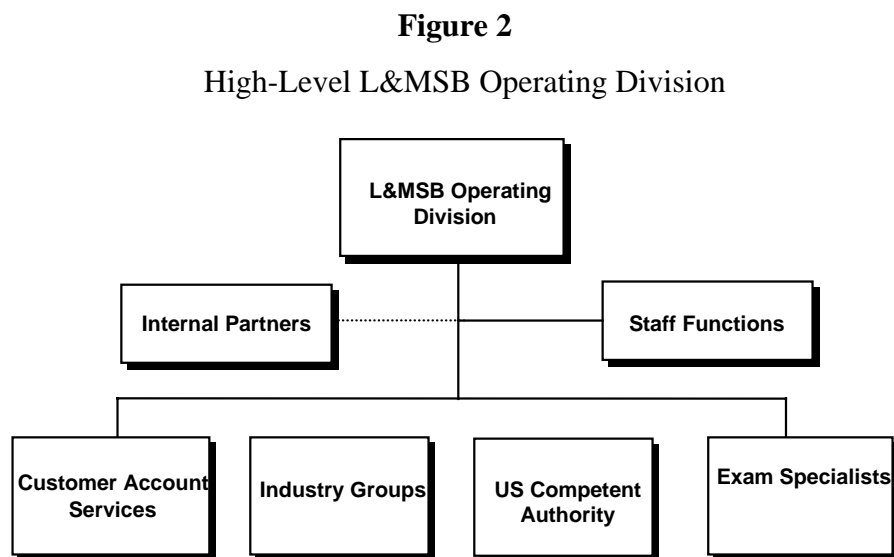 Figure 2
High-Level L&MSB Operating Division
L&MSB Operating
Division
Internal Partners
Staff Functions
Customer Account
Services
Industry Groups
US Competent
Authority
Exam Specialists